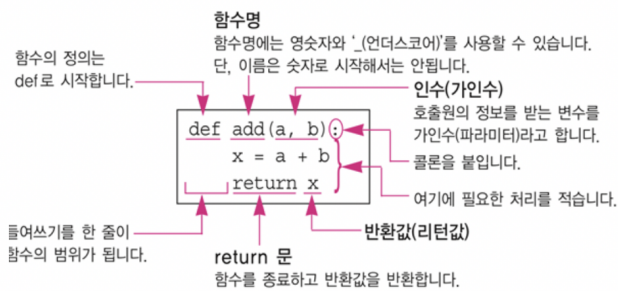 함수명
함수명에는 영숫자와 '_(언더스코어)'를 사용할 수 있습니다.
단, 이름은 숫자로 시작해서는 안됩니다.
함수의 정의는
def로 시작합니다.
인수(가인수)
호출원의 정보를 받는 변수를
가인수(파라미터)라고 합니다.
def add(a, b):
x = a + b
return x
콜론을 붙입니다.
여기에 필요한 처리를 적습니다.
들여쓰기를 한 줄이
함수의 범위가 됩니다.
return 문
함수를 종료하고 반환값을 반환합니다.
반환값(리턴값)